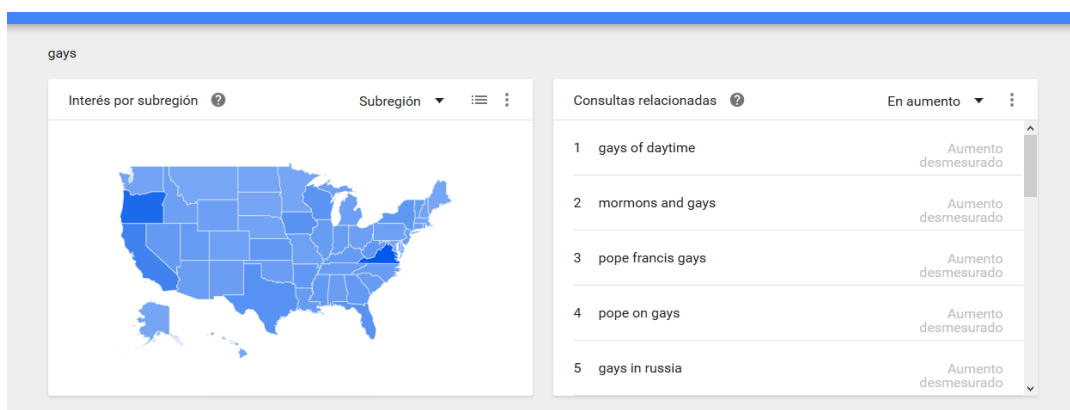 gays
Interés por subregión
Subregión
Consultas relacionadas
En aumento
1 gays of daytime Aumento
desmesurado
2 mormons and gays Aumento
desmesurado
3 pope francis gays Aumento
desmesurado
4 pope on gays Aumento
desmesurado
5 gays in russia Aumento
desmesurado